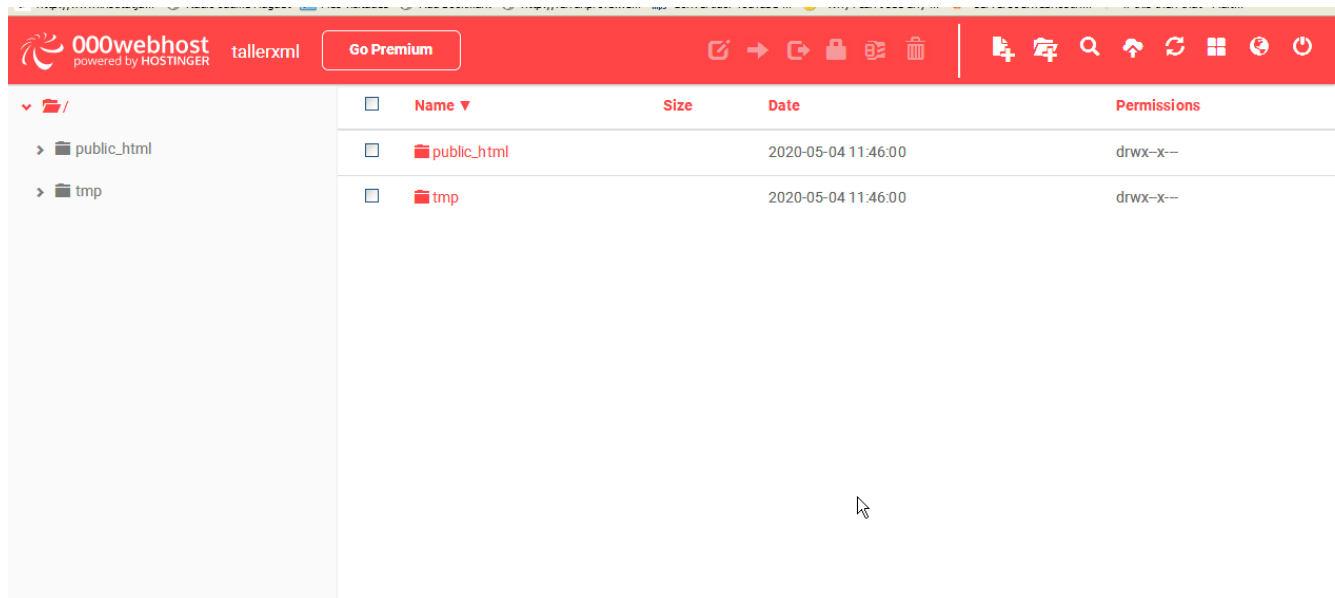 000webhost
powered by HOSTINGER
tallerxml
Go Premium
/
public_html
tmp
Name ▼ Size Date Permissions
public_html 2020-05-04 11:46:00 drwx--x---
tmp 2020-05-04 11:46:00 drwx--x---